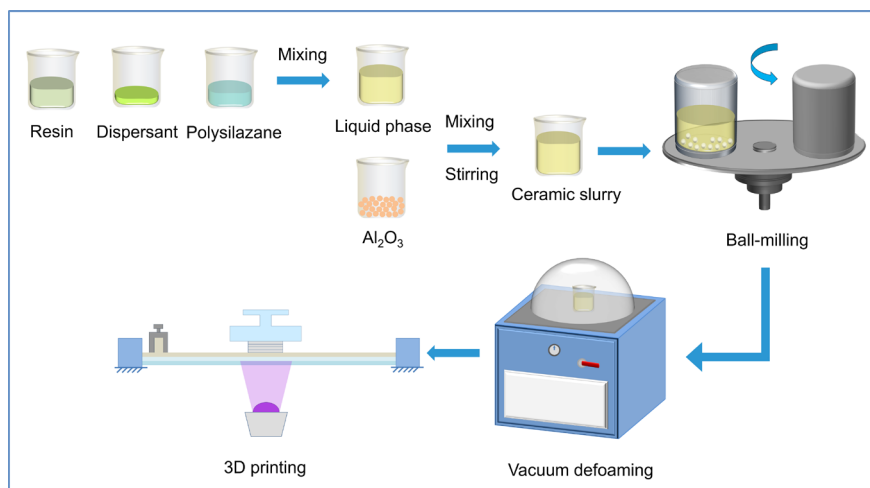 Resin
Dispersant
Polysilazane
Mixing
Liquid phase
Al₂O₃
Mixing
Stirring
Ceramic slurry
Ball-milling
3D printing
Vacuum defoaming